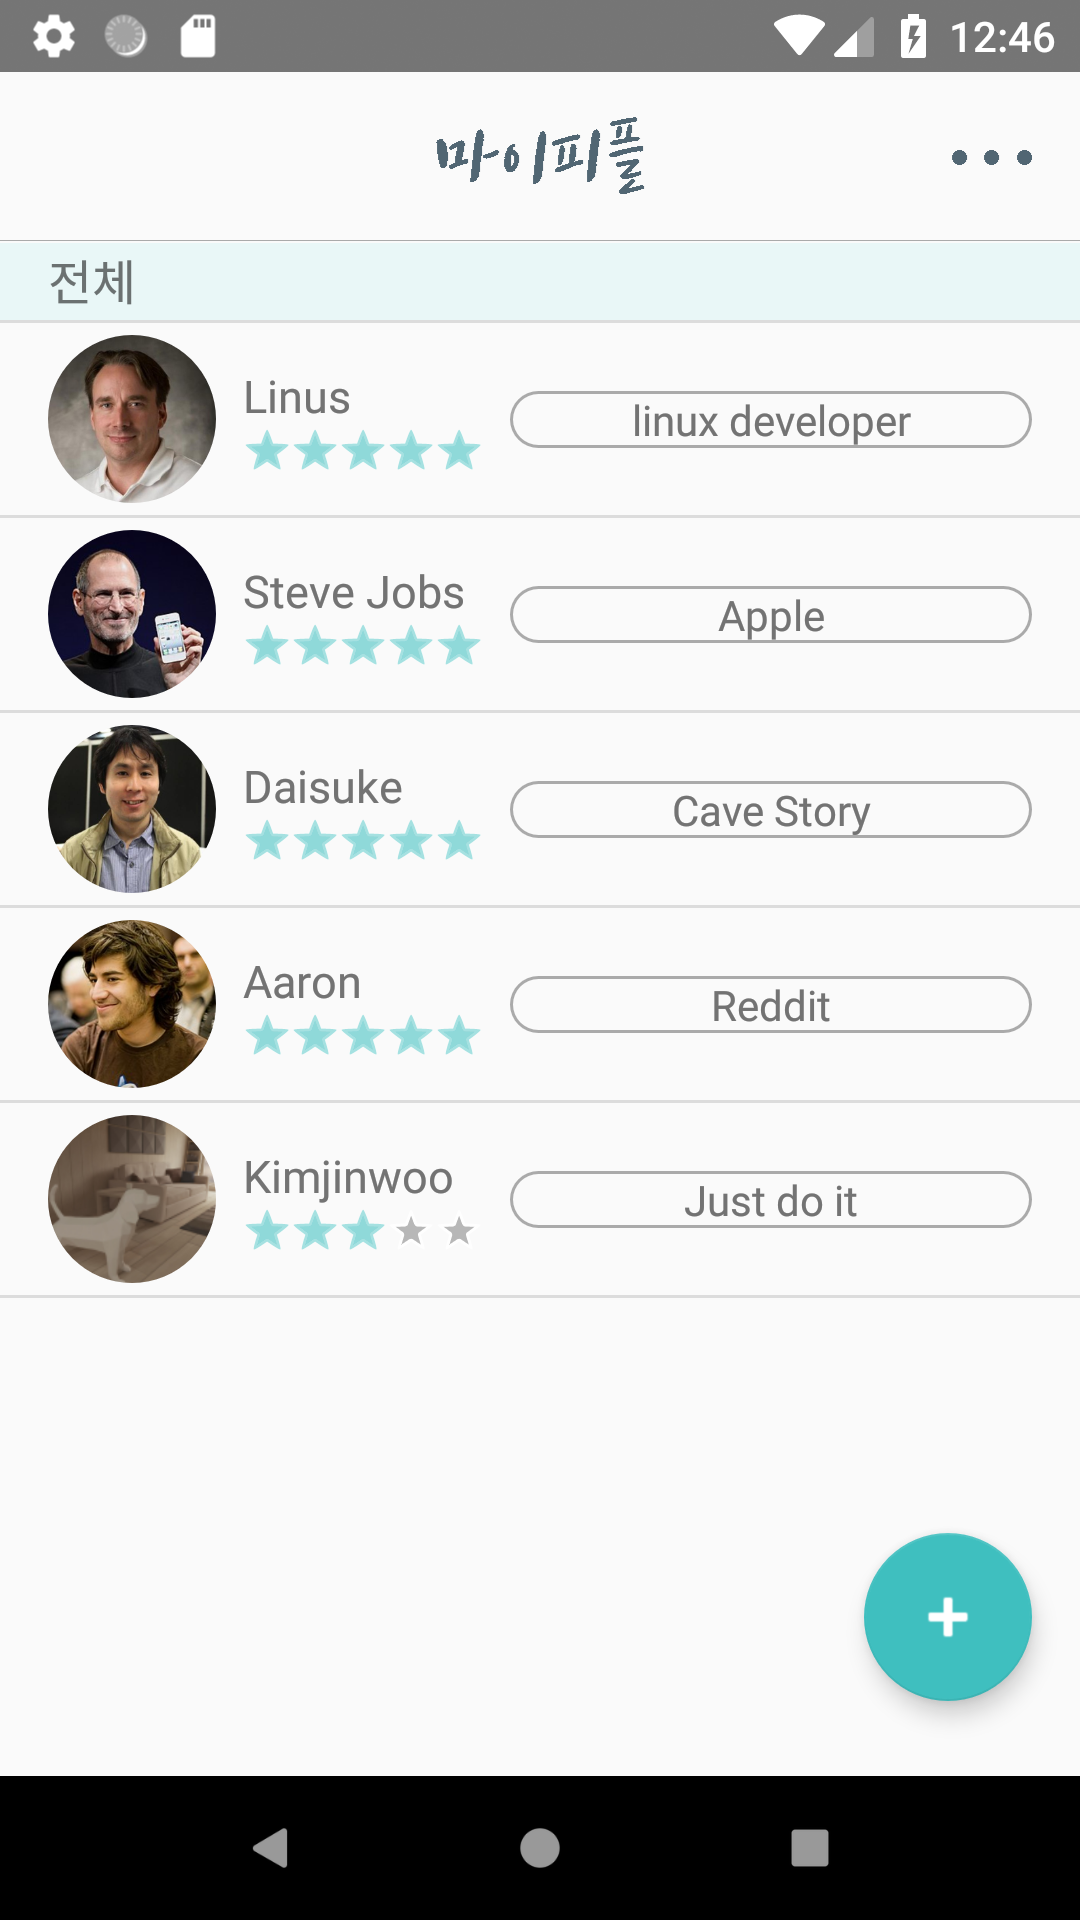 12:46
마이피플
전체
Linus
linux developer
Steve Jobs
Apple
Daisuke
Cave Story
Aaron
Reddit
Kimjinwoo
Just do it